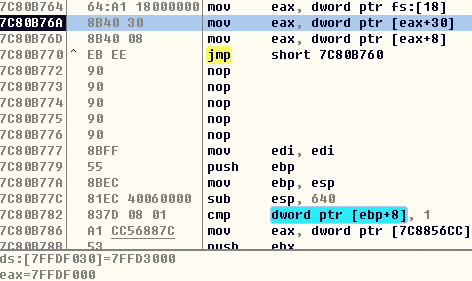 7C80B764 64:A1 18000000 mov eax, dword ptr fs:[18]
7C80B76A 8B40 30 mov eax, dword ptr [eax+30]
7C80B76D 8B40 08 mov eax, dword ptr [eax+8]
7C80B770 ^ EB EE jmp short 7C80B760
7C80B772 90 nop
7C80B773 90 nop
7C80B774 90 nop
7C80B775 90 nop
7C80B776 90 nop
7C80B777 8BFF mov edi, edi
7C80B779 55 push ebp
7C80B77A 8BEC mov ebp, esp
7C80B77C 81EC 40060000 sub esp, 640
7C80B782 837D 08 01 cmp dword ptr [ebp+8], 1
7C80B786 A1 CC56887C mov eax, dword ptr [7C8856CC]
7C80B78B 53 push ebx
ds:[7FFDF030]=7FFD3000
eax=7FFDF000